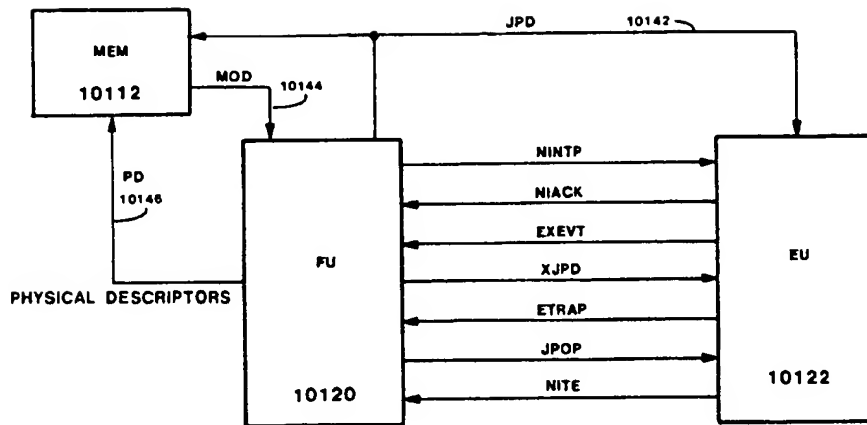 JPD
10142
MEM
10112
MOD
10144
PD
10146
PHYSICAL DESCRIPTORS
FU
10120
NINTP
NIACK
EXEVT
XJPD
ETRAP
JPOP
NITE
EU
10122